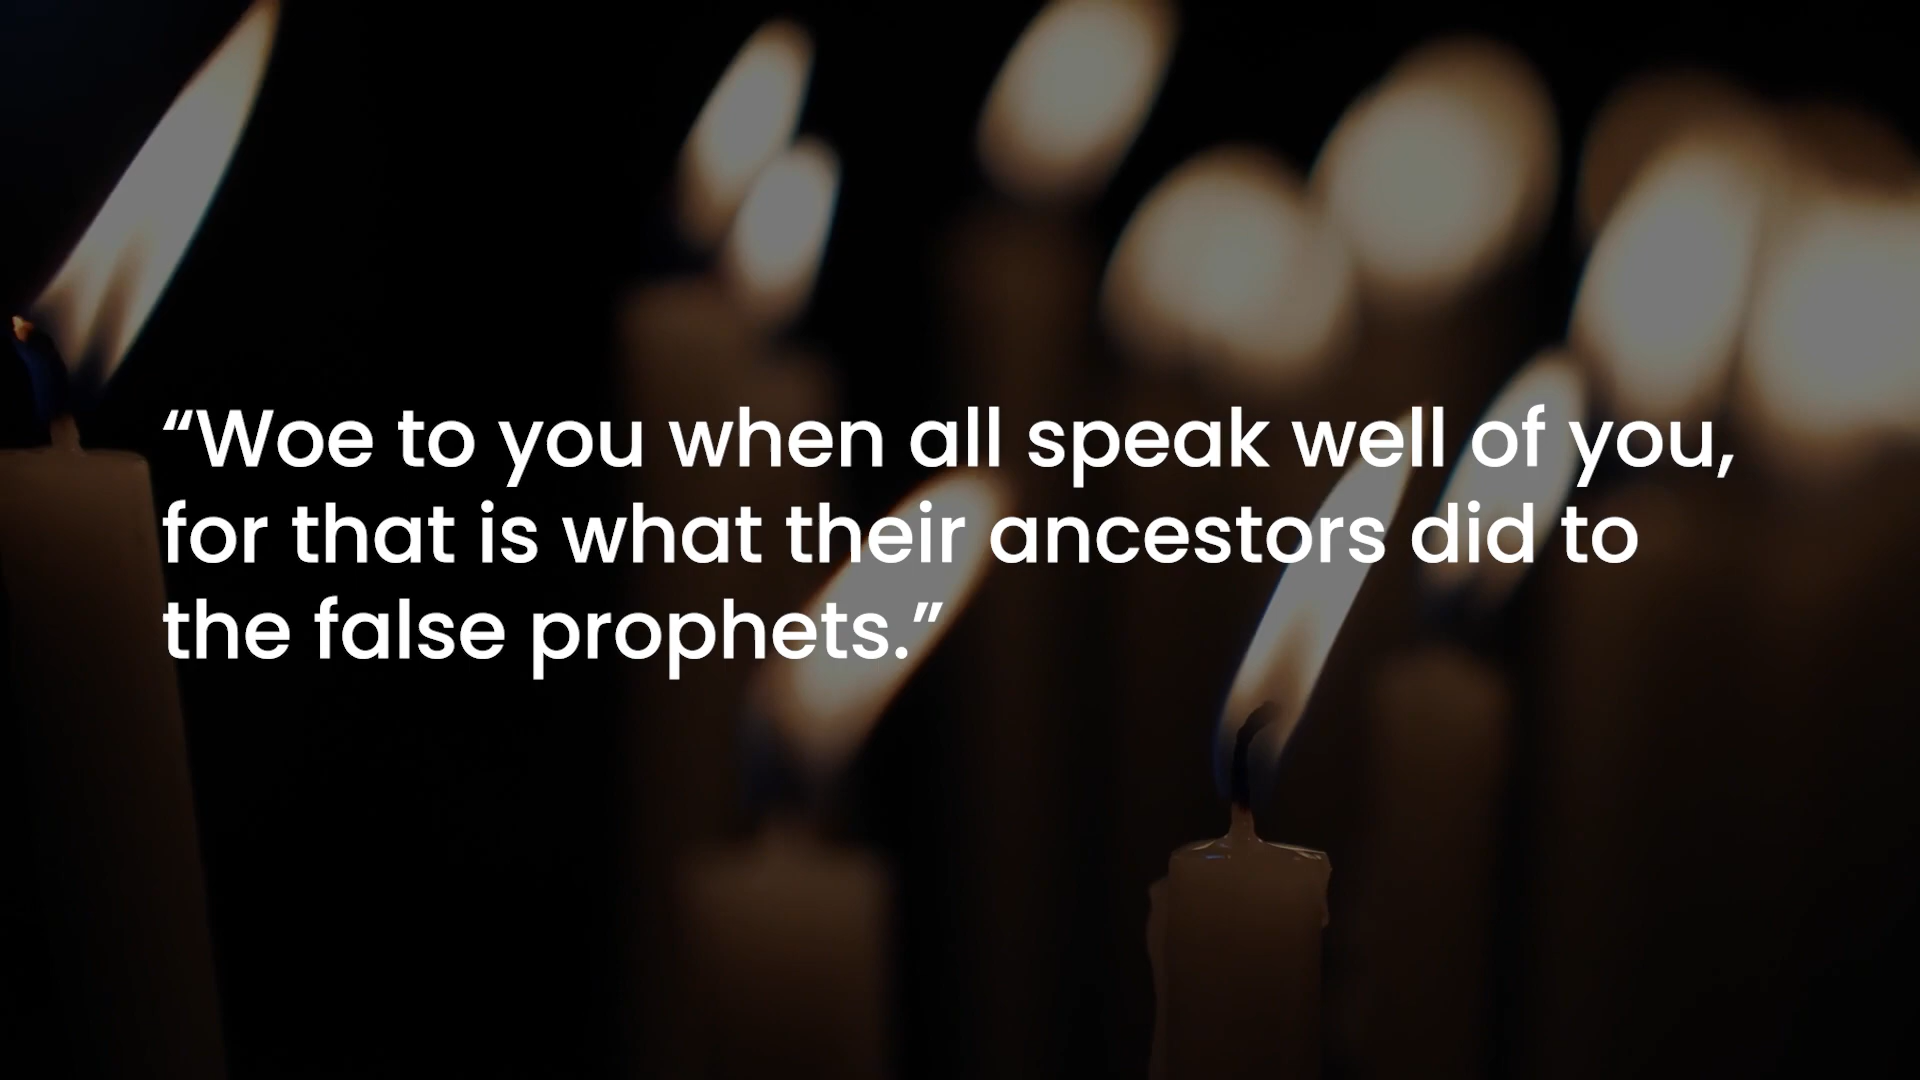 “Woe to you when all speak well of you,
for that is what their ancestors did to
the false prophets.”